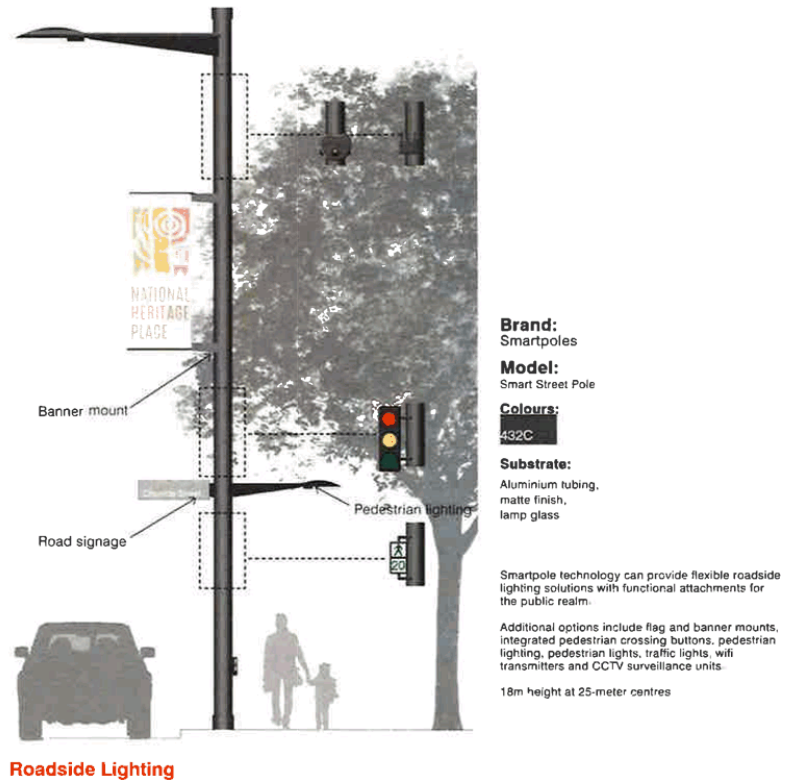 NATIONAL
HERITAGE
PLACE
Banner mount
Pedestrian lighting
Road signage
20
Brand:
Smartpoles
Model:
Smart Street Pole
Colours:
432C
Substrate:
Aluminium tubing,
matte finish,
lamp glass
Smartpole technology can provide flexible roadside
lighting solutions with functional attachments for
the public realm.
Additional options include flag and banner mounts,
integrated pedestrian crossing buttons, pedestrian
lighting, pedestrian lights, traffic lights, wifi
transmitters and CCTV surveillance units
18m height at 25-meter centres
Roadside Lighting